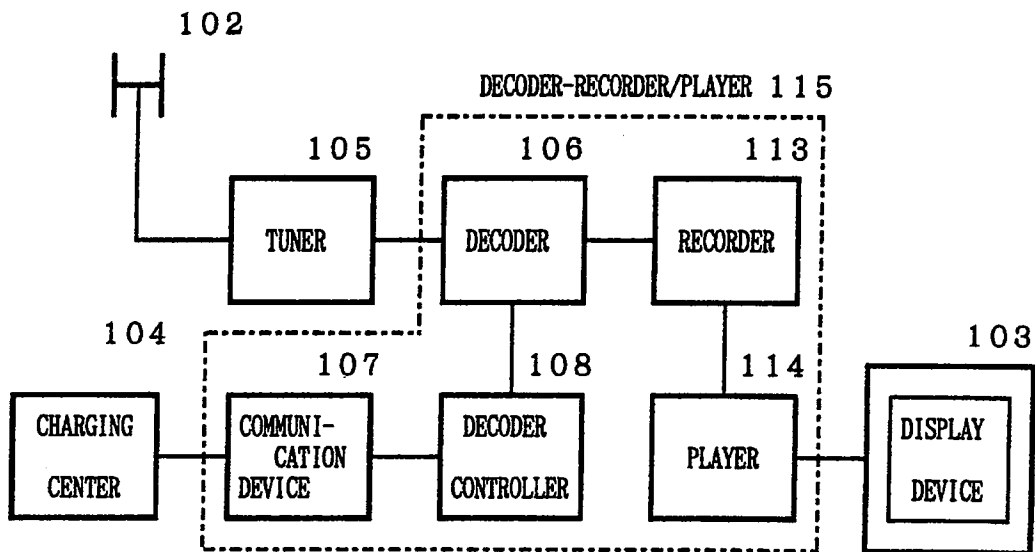 102
DECODER-RECORDER/PLAYER 115
105
106
113
TUNER
DECODER
RECORDER
104
107
108
114
103
CHARGING
CENTER
COMMUNI-
CATION
DEVICE
DECODER
CONTROLLER
PLAYER
DISPLAY
DEVICE